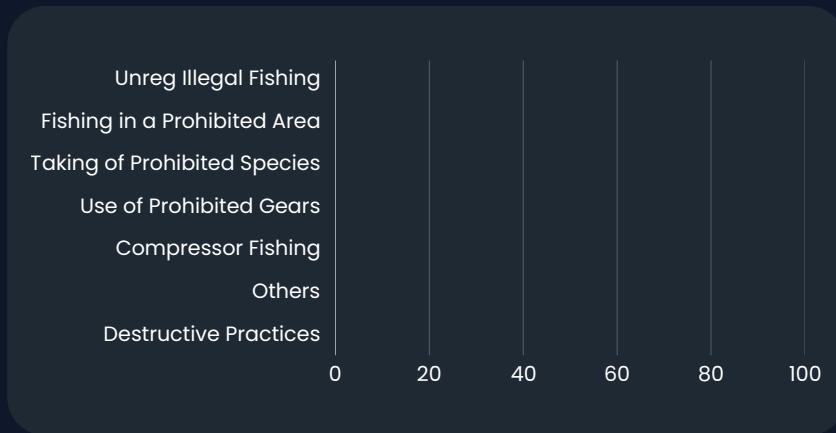 Unreg Illegal Fishing
Fishing in a Prohibited Area
Taking of Prohibited Species
Use of Prohibited Gears
Compressor Fishing
Others
Destructive Practices
0 20 40 60 80 100